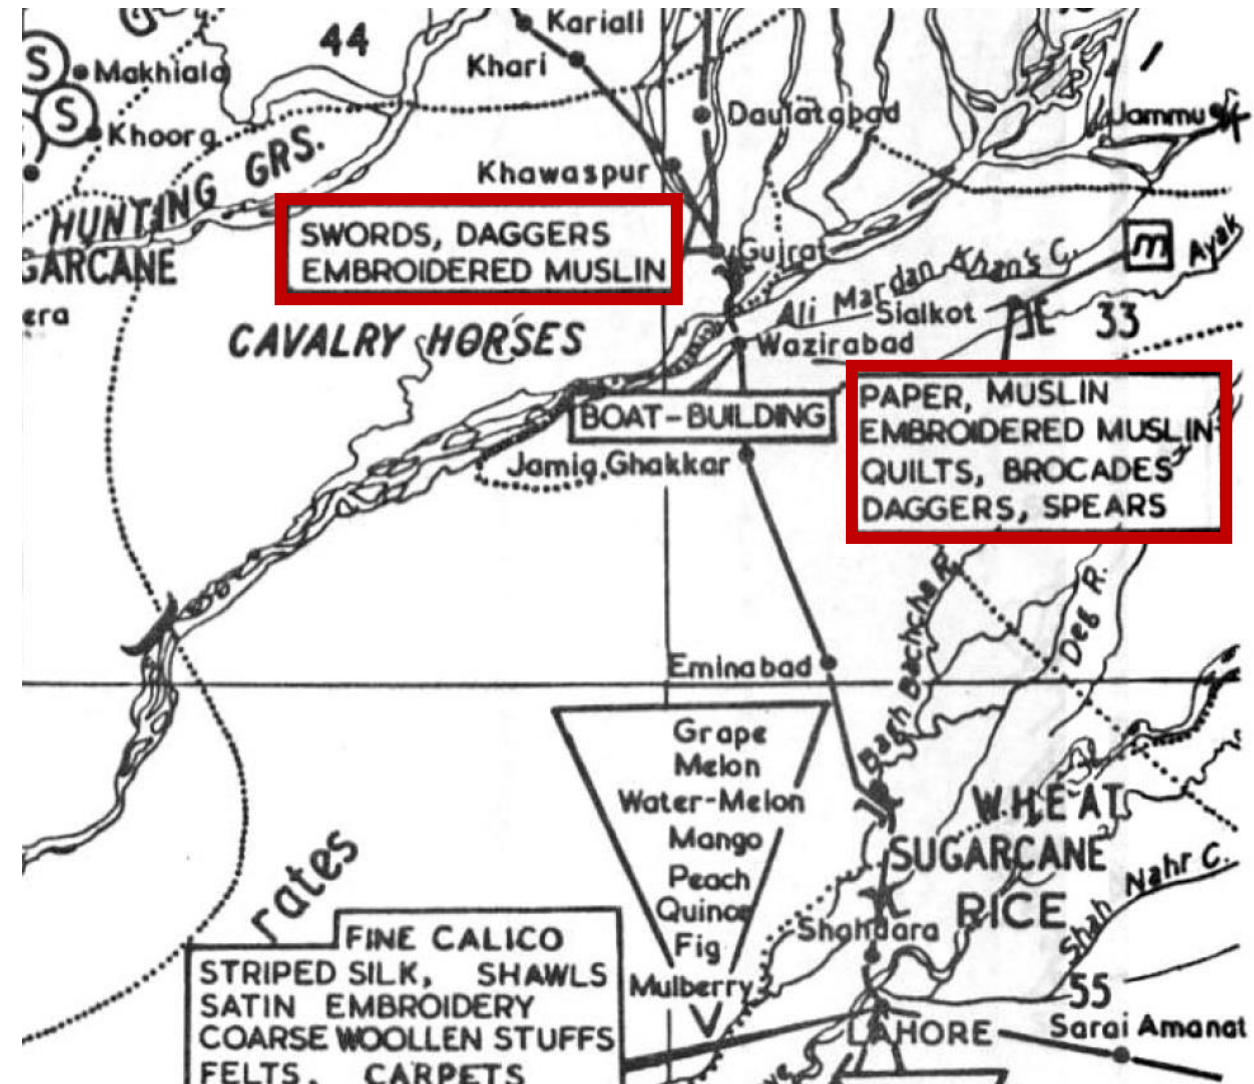 Kariali
44
Khari
S
Makhiala
S
Khoora
Daulatabad
Jammu
Khawaspur
HUNTING GRS.
SWORDS, DAGGERS
EMBROIDERED MUSLIN
GARCANE
Gujrat
m
Ayak
Ali Mardan Khan's C.
era
CAVALRY HORSES
Sialkot
33
Wazirabad
PAPER, MUSLIN
EMBROIDERED MUSLIN
QUILTS, BROCADES
DAGGERS, SPEARS
BOAT-BUILDING
Jamia Ghakkar
Bagh Bachcha R.
Deg R.
Eminabad
Grape
Melon
Water-Melon
Mango
Peach
Quince
Fig
Mulberry
WHEAT
SUGARCANE
RICE
Shah Nahr C.
rates
Shahdara
FINE CALICO
STRIPED SILK, SHAWLS
SATIN EMBROIDERY
COARSE WOOLLEN STUFFS
FELTS, CARPETS
55
LAHORE
Sarai Amanat